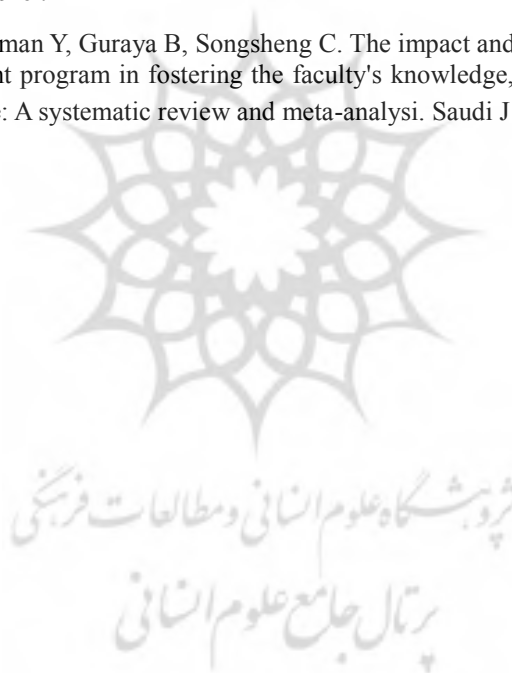 man Y, Guraya B, Songsheng C. The impact and
nt program in fostering the faculty's knowledge,
: A systematic review and meta-analysi. Saudi J
پژوهشگاه علوم انسانی و مطالعات فرهنگی
پرتال جامع علوم انسانی